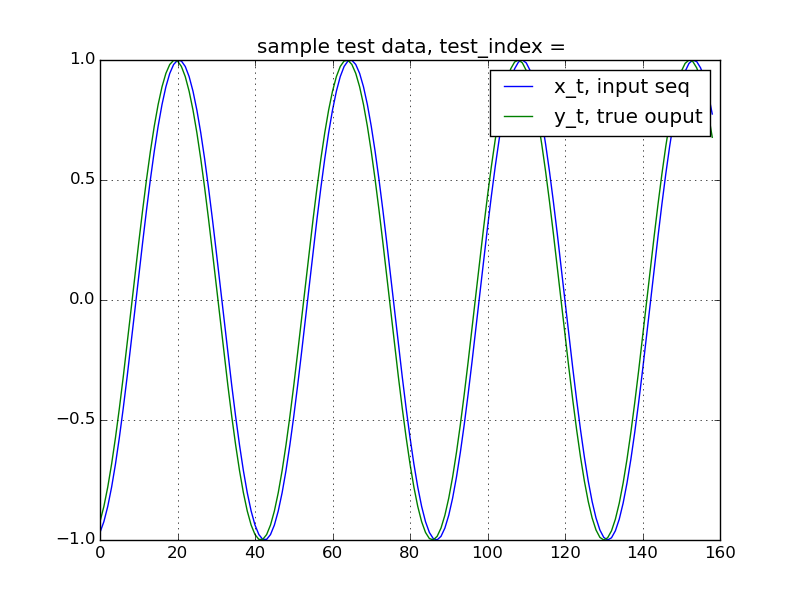 sample test data, test_index =
x_t, input seq
y_t, true ouput
1.0
0.5
0.0
−0.5
−1.0
0 20 40 60 80 100 120 140 160